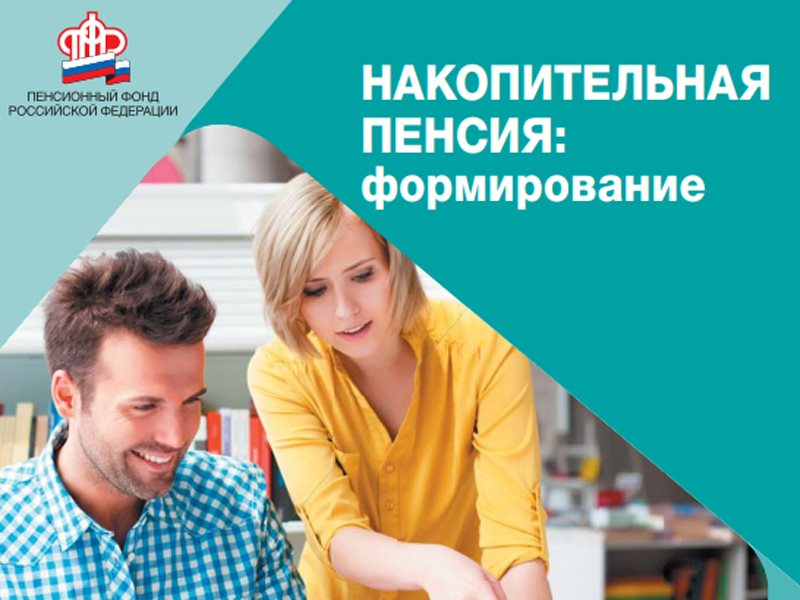 ПЕНСИОННЫЙ ФОНД
РОССИЙСКОЙ ФЕДЕРАЦИИ
НАКОПИТЕЛЬНАЯ
ПЕНСИЯ:
формирование